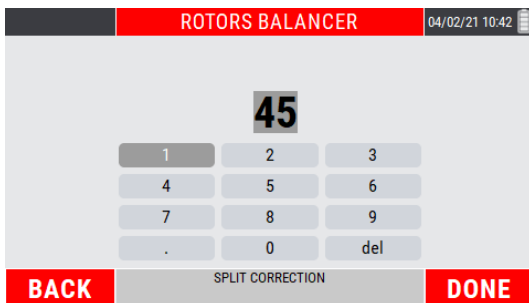 ROTORS BALANCER 04/02/21 10:42
45
1 2 3
4 5 6
7 8 9
. 0 del
BACK SPLIT CORRECTION DONE